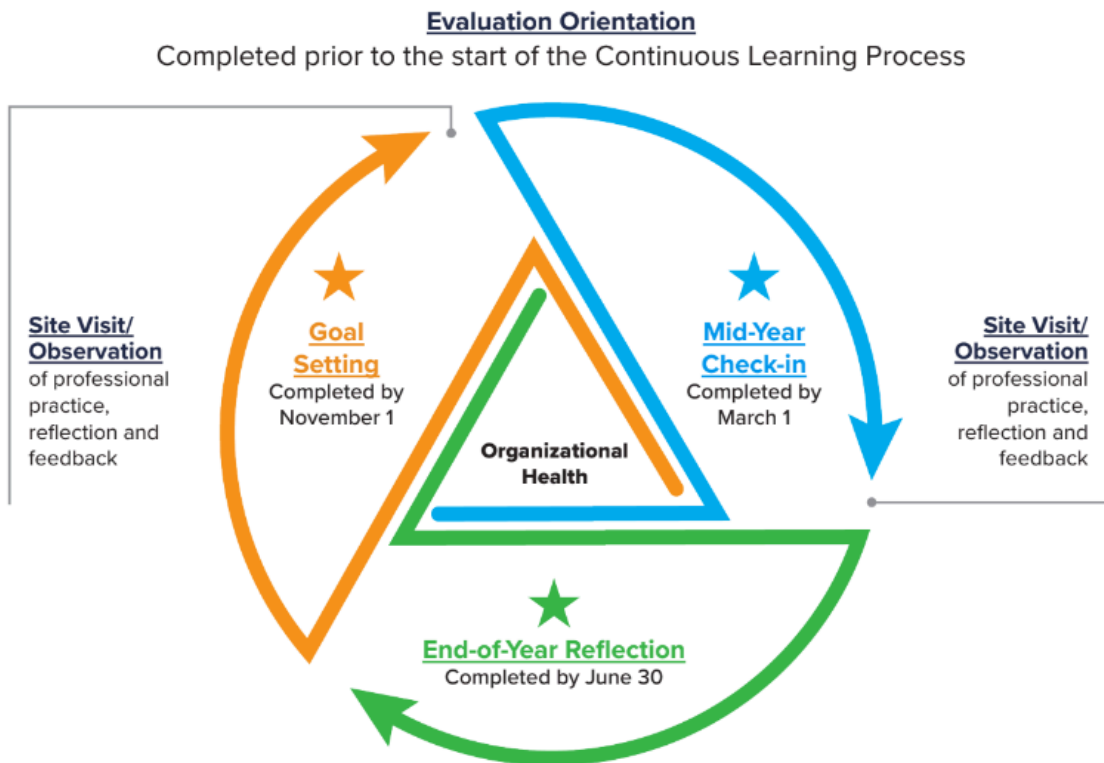 Evaluation Orientation
Completed prior to the start of the Continuous Learning Process
Site Visit/
Observation
of professional
practice,
reflection and
feedback
Goal
Setting
Completed by
November 1
Mid-Year
Check-in
Completed by
March 1
Site Visit/
Observation
of professional
practice,
reflection and
feedback
Organizational
Health
End-of-Year Reflection
Completed by June 30